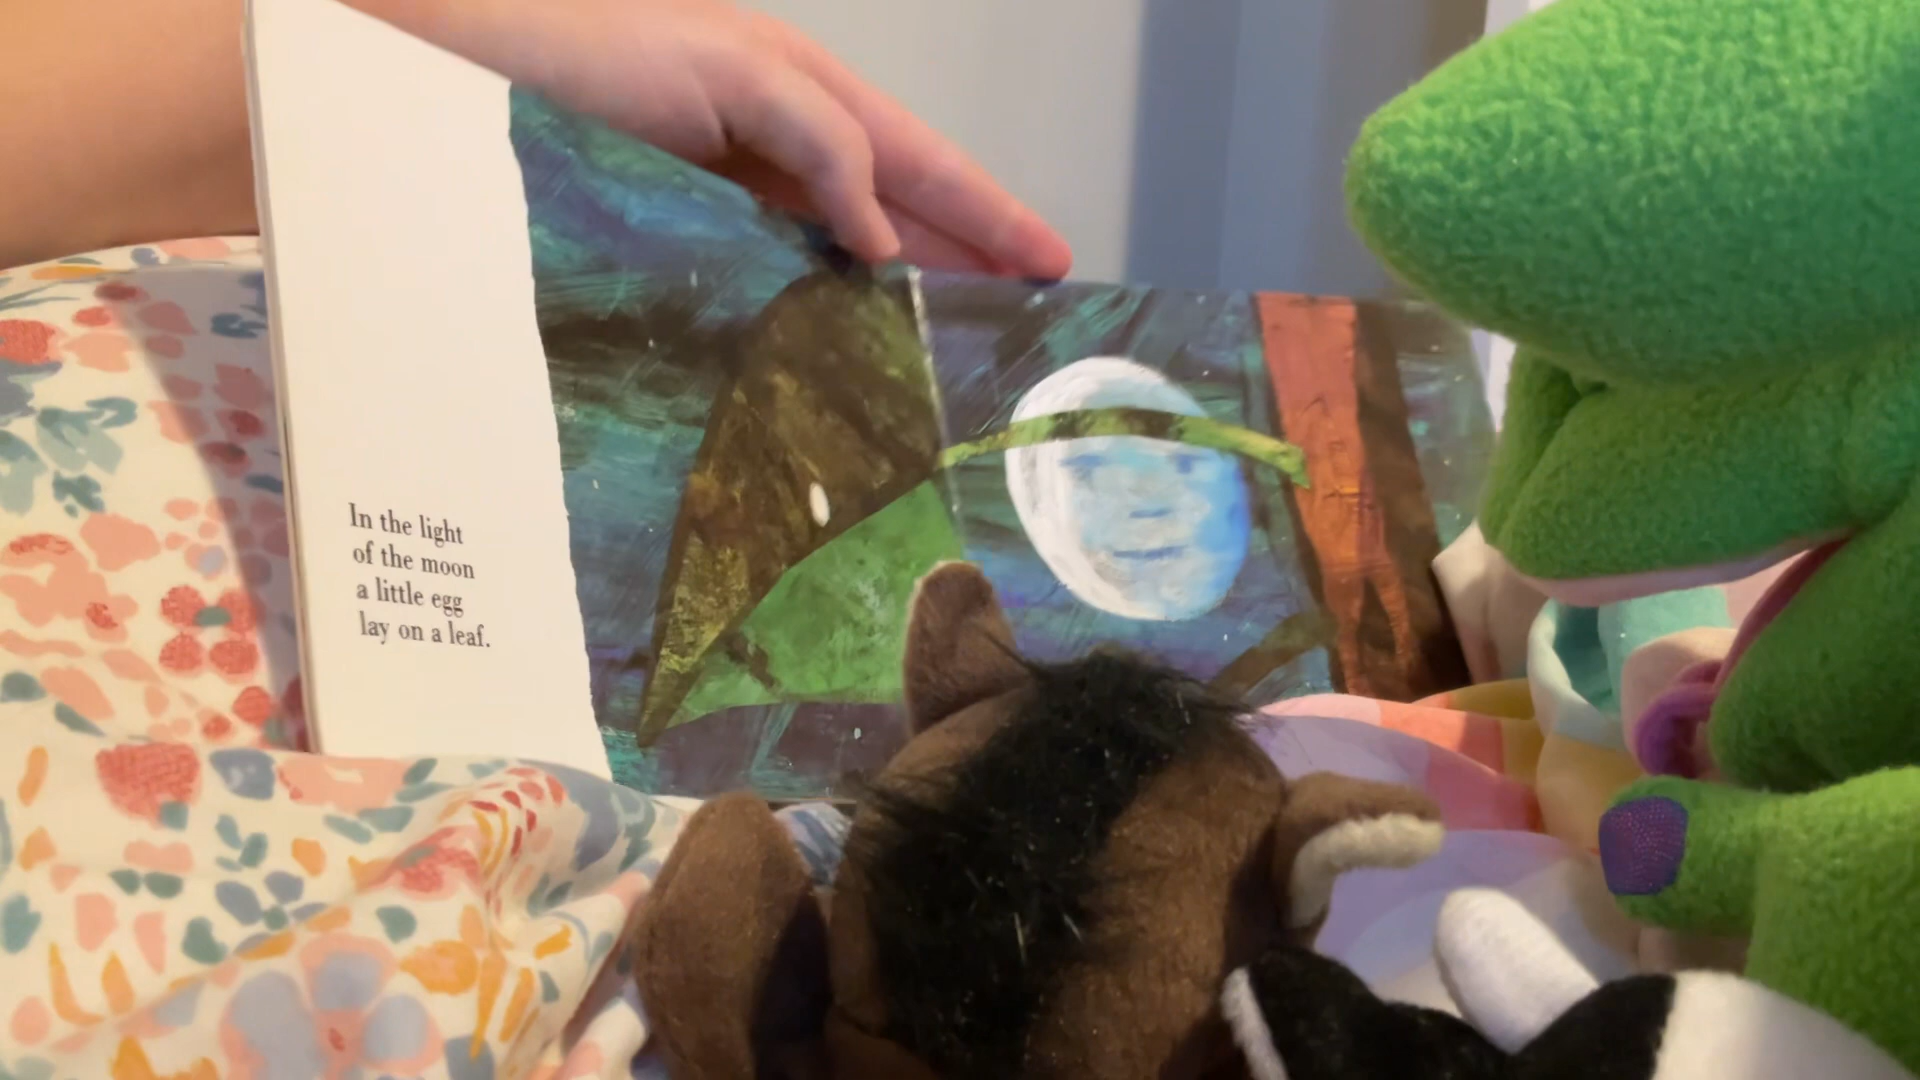 In the light
of the moon
a little egg
lay on a leaf.